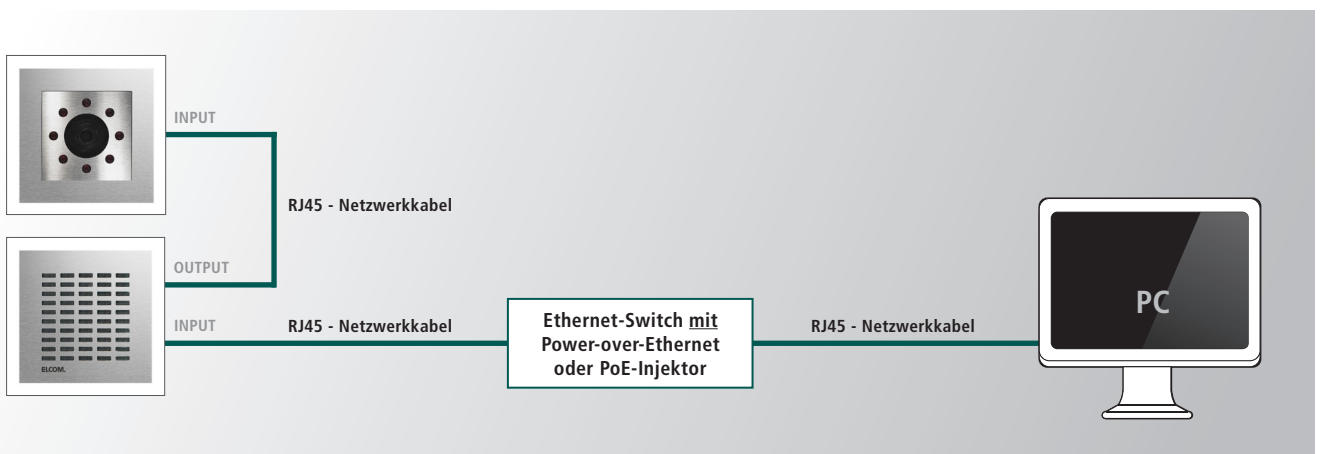 INPUT
RJ45 - Netzwerkkabel
OUTPUT
INPUT
RJ45 - Netzwerkkabel
Ethernet-Switch mit
Power-over-Ethernet
oder PoE-Injektor
RJ45 - Netzwerkkabel
PC
ELCOM.